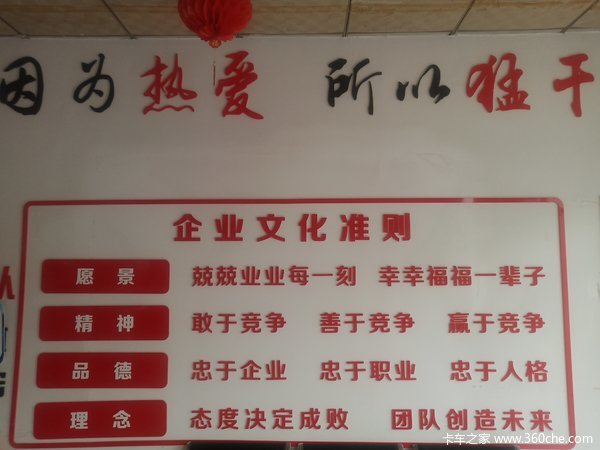 因为热爱 所以猛干
企业文化准则
愿景 兢兢业业每一刻 幸幸福福一辈子
精神 敢于竞争 善于竞争 赢于竞争
品德 忠于企业 忠于职业 忠于人格
理念 态度决定成败 团队创造未来
卡车之家 www.360che.com